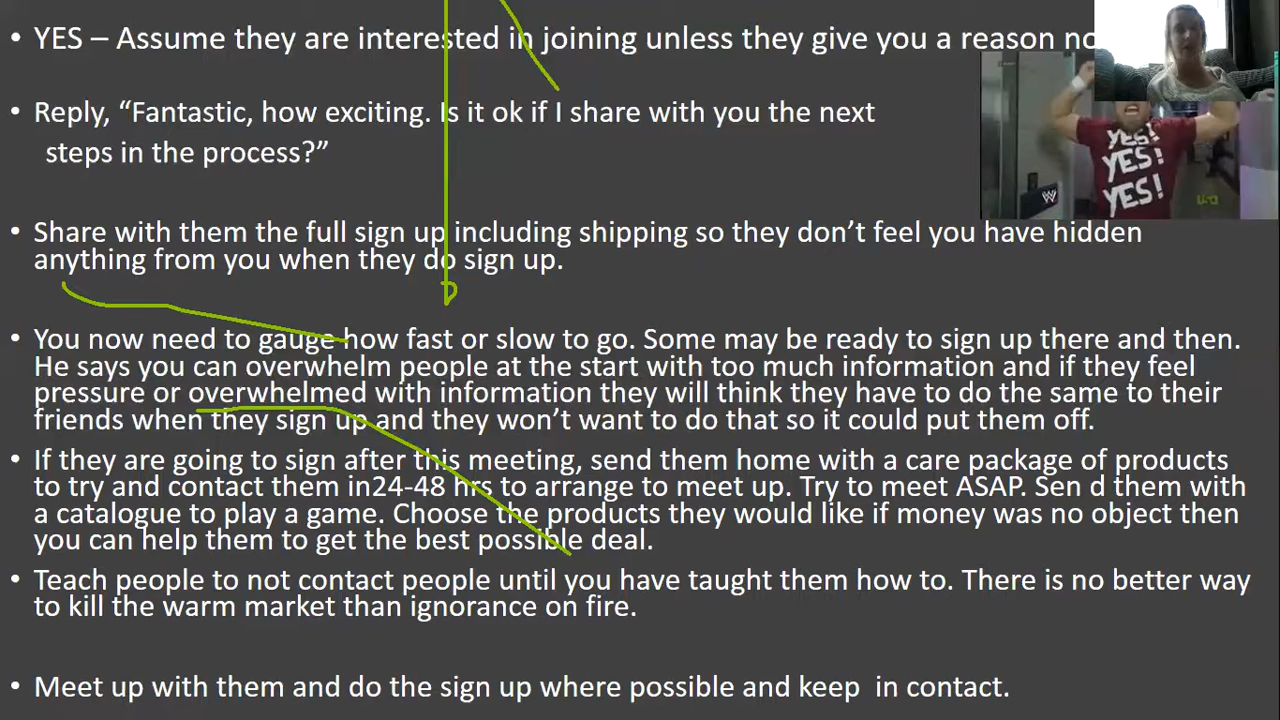 • YES – Assume they are interested in joining unless they give you a reason no
• Reply, “Fantastic, how exciting. Is it ok if I share with you the next
steps in the process?”
• Share with them the full sign up including shipping so they don’t feel you have hidden
anything from you when they do sign up.
• You now need to gauge how fast or slow to go. Some may be ready to sign up there and then.
He says you can overwhelm people at the start with too much information and if they feel
pressure or overwhelmed with information they will think they have to do the same to their
friends when they sign up and they won’t want to do that so it could put them off.
• If they are going to sign after this meeting, send them home with a care package of products
to try and contact them in24-48 hrs to arrange to meet up. Try to meet ASAP. Sen d them with
a catalogue to play a game. Choose the products they would like if money was no object then
you can help them to get the best possible deal.
• Teach people to not contact people until you have taught them how to. There is no better way
to kill the warm market than ignorance on fire.
• Meet up with them and do the sign up where possible and keep  in contact.
YES!
YES!
YES!
W
USA